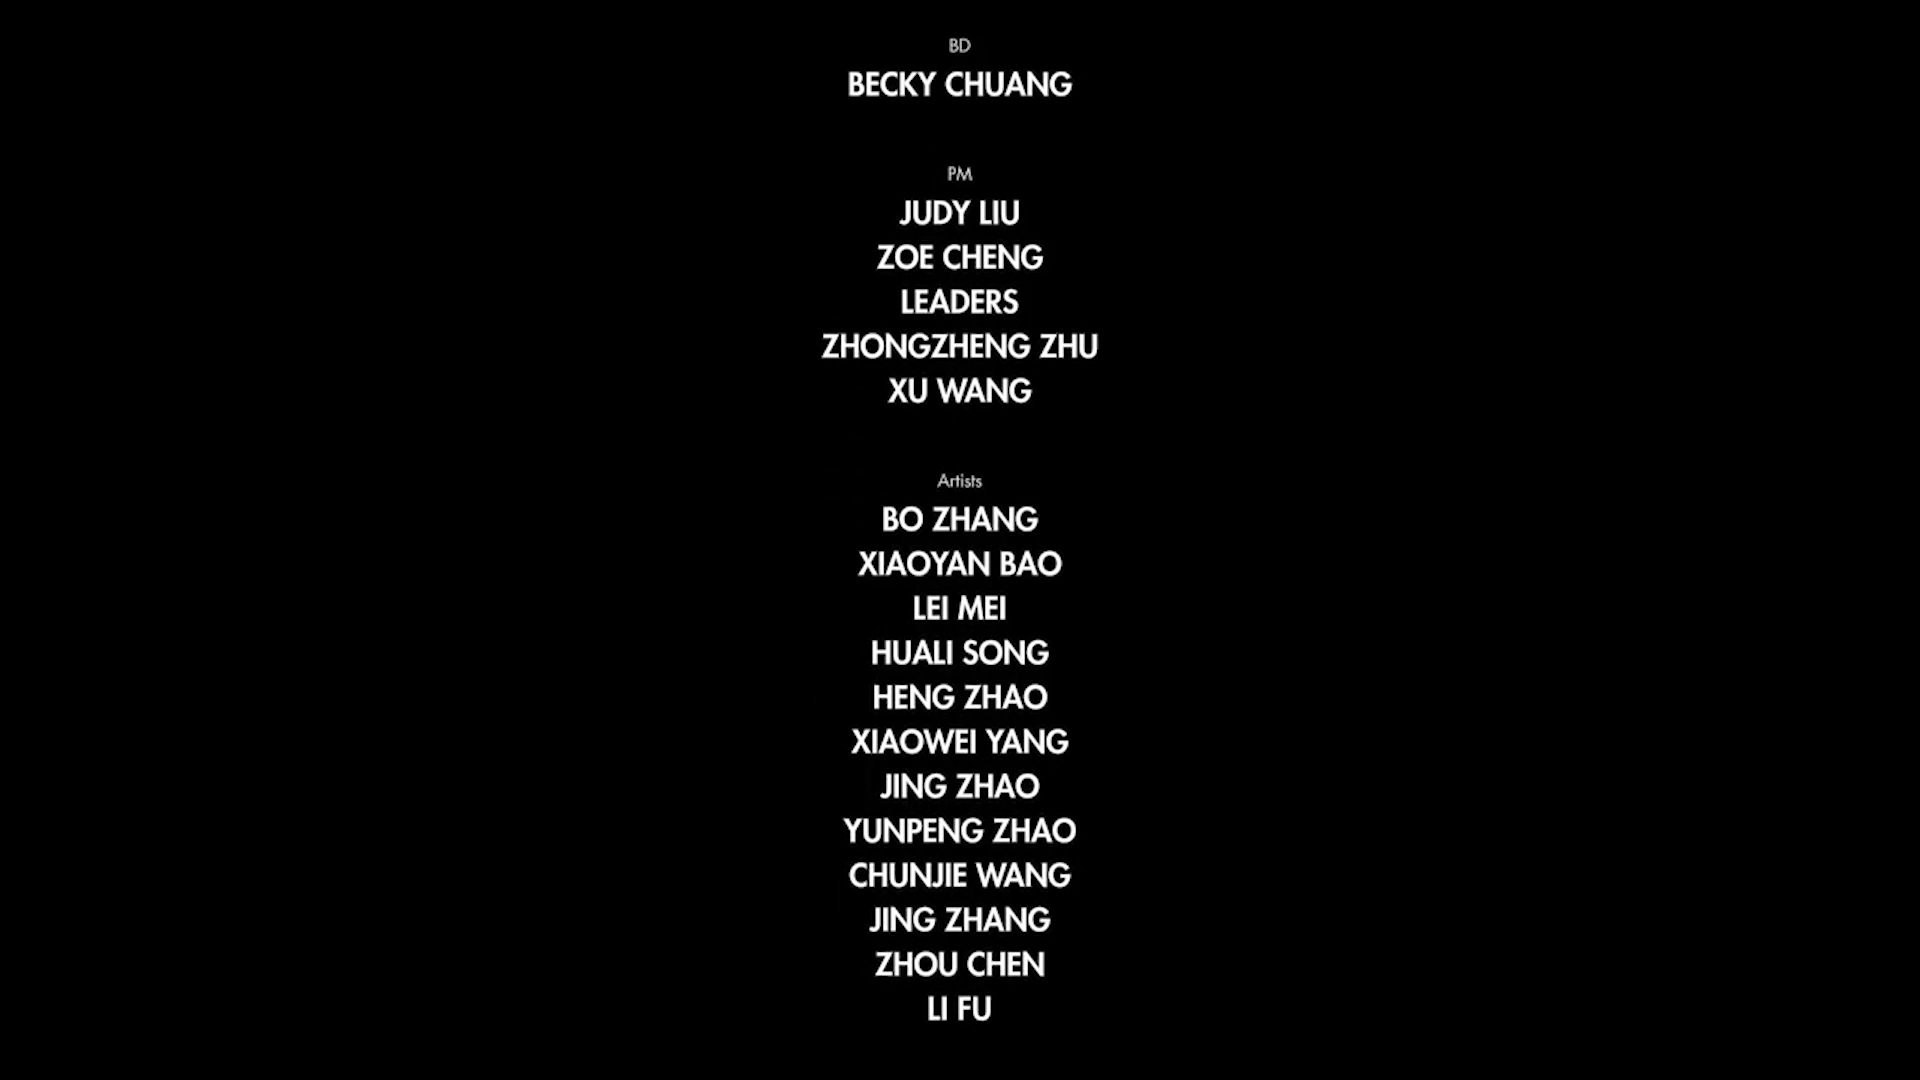 BD
BECKY CHUANG
PM
JUDY LIU
ZOE CHENG
LEADERS
ZHONGZHENG ZHU
XU WANG
Artists
BO ZHANG
XIAOYAN BAO
LEI MEI
HUALI SONG
HENG ZHAO
XIAOWEI YANG
JING ZHAO
YUNPENG ZHAO
CHUNJIE WANG
JING ZHANG
ZHOU CHEN
LI FU